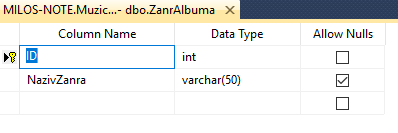 MILOS-NOTE.Muzic...- dbo.ZanrAlbuma
Column Name Data Type Allow Nulls
ID int
NazivZanra varchar(50)